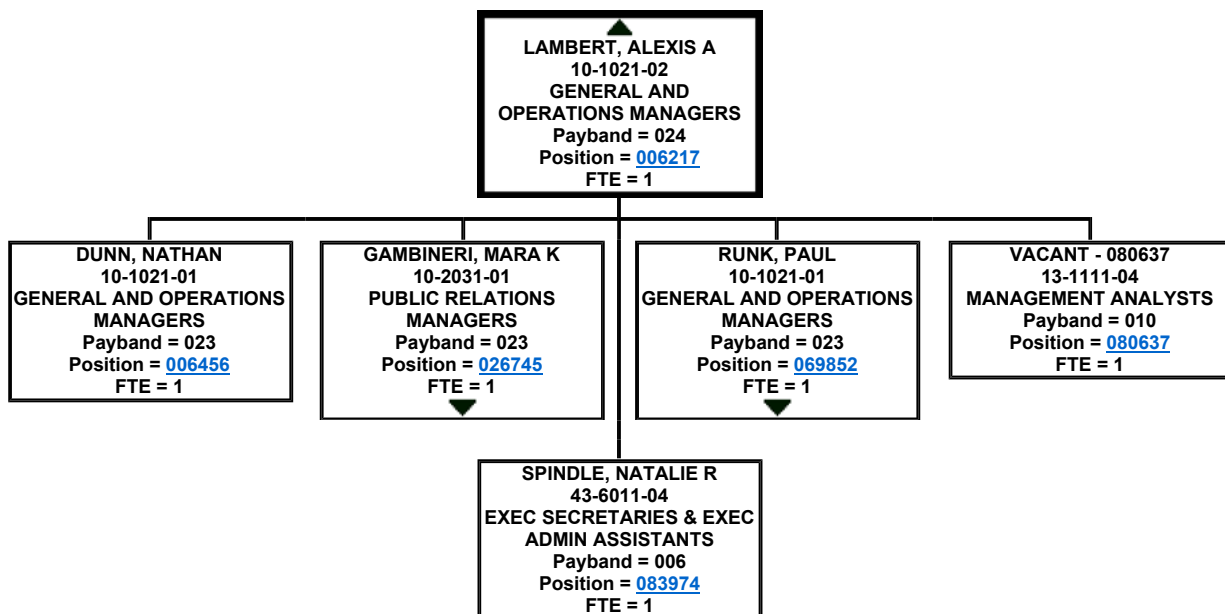 LAMBERT, ALEXIS A
10-1021-02
GENERAL AND
OPERATIONS MANAGERS
Payband = 024
Position = 006217
FTE = 1
DUNN, NATHAN
10-1021-01
GENERAL AND OPERATIONS
MANAGERS
Payband = 023
Position = 006456
FTE = 1
GAMBINERI, MARA K
10-2031-01
PUBLIC RELATIONS
MANAGERS
Payband = 023
Position = 026745
FTE = 1
RUNK, PAUL
10-1021-01
GENERAL AND OPERATIONS
MANAGERS
Payband = 023
Position = 069852
FTE = 1
VACANT - 080637
13-1111-04
MANAGEMENT ANALYSTS
Payband = 010
Position = 080637
FTE = 1
SPINDLE, NATALIE R
43-6011-04
EXEC SECRETARIES & EXEC
ADMIN ASSISTANTS
Payband = 006
Position = 083974
FTE = 1